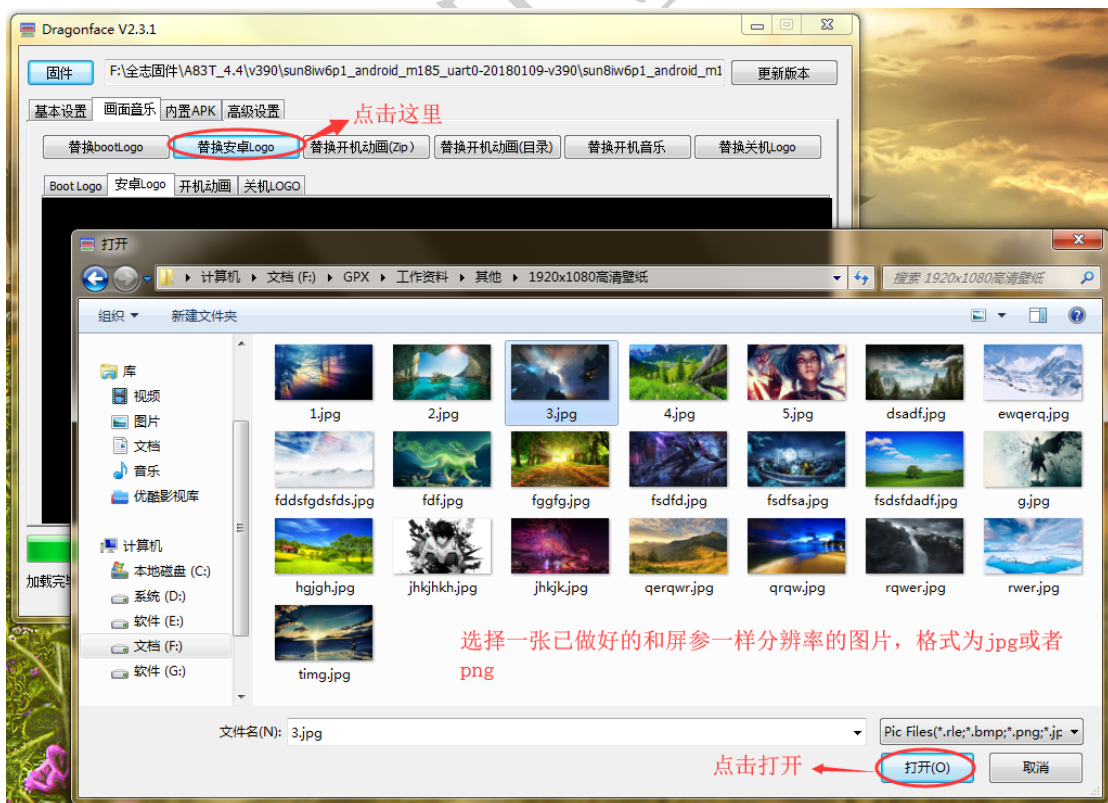 Dragonface V2.3.1
固件
F:\全志固件\A83T_4.4\v390\sun8iw6p1_android_m185_uart0-20180109-v390\sun8iw6p1_android_m1
更新版本
基本设置 画面音乐 内置APK 高级设置
点击这里
替换bootLogo 替换安卓Logo 替换开机动画(Zip) 替换开机动画(目录) 替换开机音乐 替换关机Logo
Boot Logo 安卓Logo 开机动画 关机LOGO
打开
计算机 文档 (F:) GPX 工作资料 其他 1920x1080高清壁纸
搜索 1920x1080高清壁纸
组织 新建文件夹
库
视频
图片
文档
音乐
优酷影视库
计算机
本地磁盘 (C:)
系统 (D:)
软件 (E:)
文档 (F:)
软件 (G:)
1.jpg 2.jpg 3.jpg 4.jpg 5.jpg dsadf.jpg ewqerq.jpg
fddsfgdsfds.jpg fdf.jpg fggfg.jpg fsdfd.jpg fsdfsa.jpg fsdsfdadf.jpg g.jpg
hgjgh.jpg jhkjhkh.jpg jhkjk.jpg qerqwr.jpg qrqw.jpg rqwer.jpg rwer.jpg
timg.jpg
选择一张已做好的和屏参一样分辨率的图片，格式为jpg或者
png
加载完
文件名(N): 3.jpg
Pic Files(*.rle;*.bmp;*.png;*.jp
点击打开
打开(O) 取消